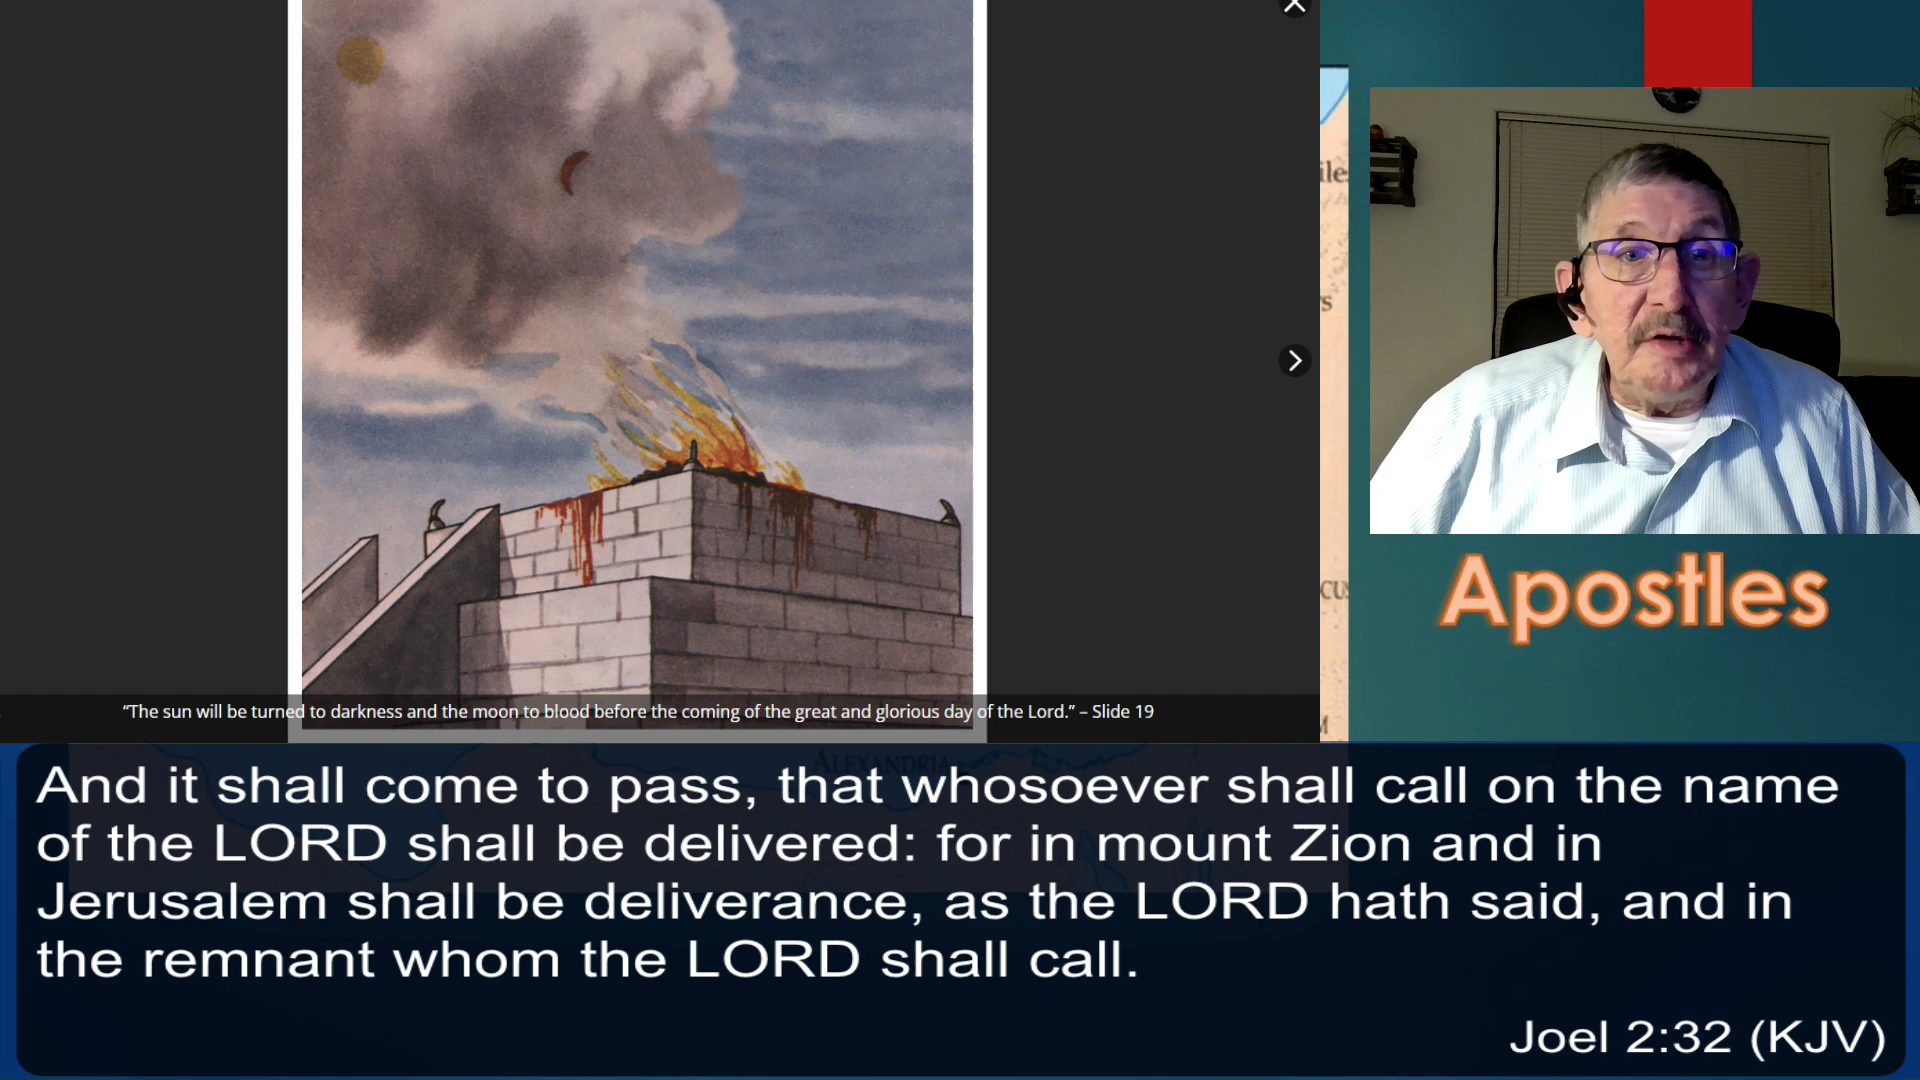 "The sun will be turned to darkness and the moon to blood before the coming of the great and glorious day of the Lord." – Slide 19
Apostles
ALEXANDRIA
And it shall come to pass, that whosoever shall call on the name
of the LORD shall be delivered: for in mount Zion and in
Jerusalem shall be deliverance, as the LORD hath said, and in
the remnant whom the LORD shall call.
Joel 2:32 (KJV)